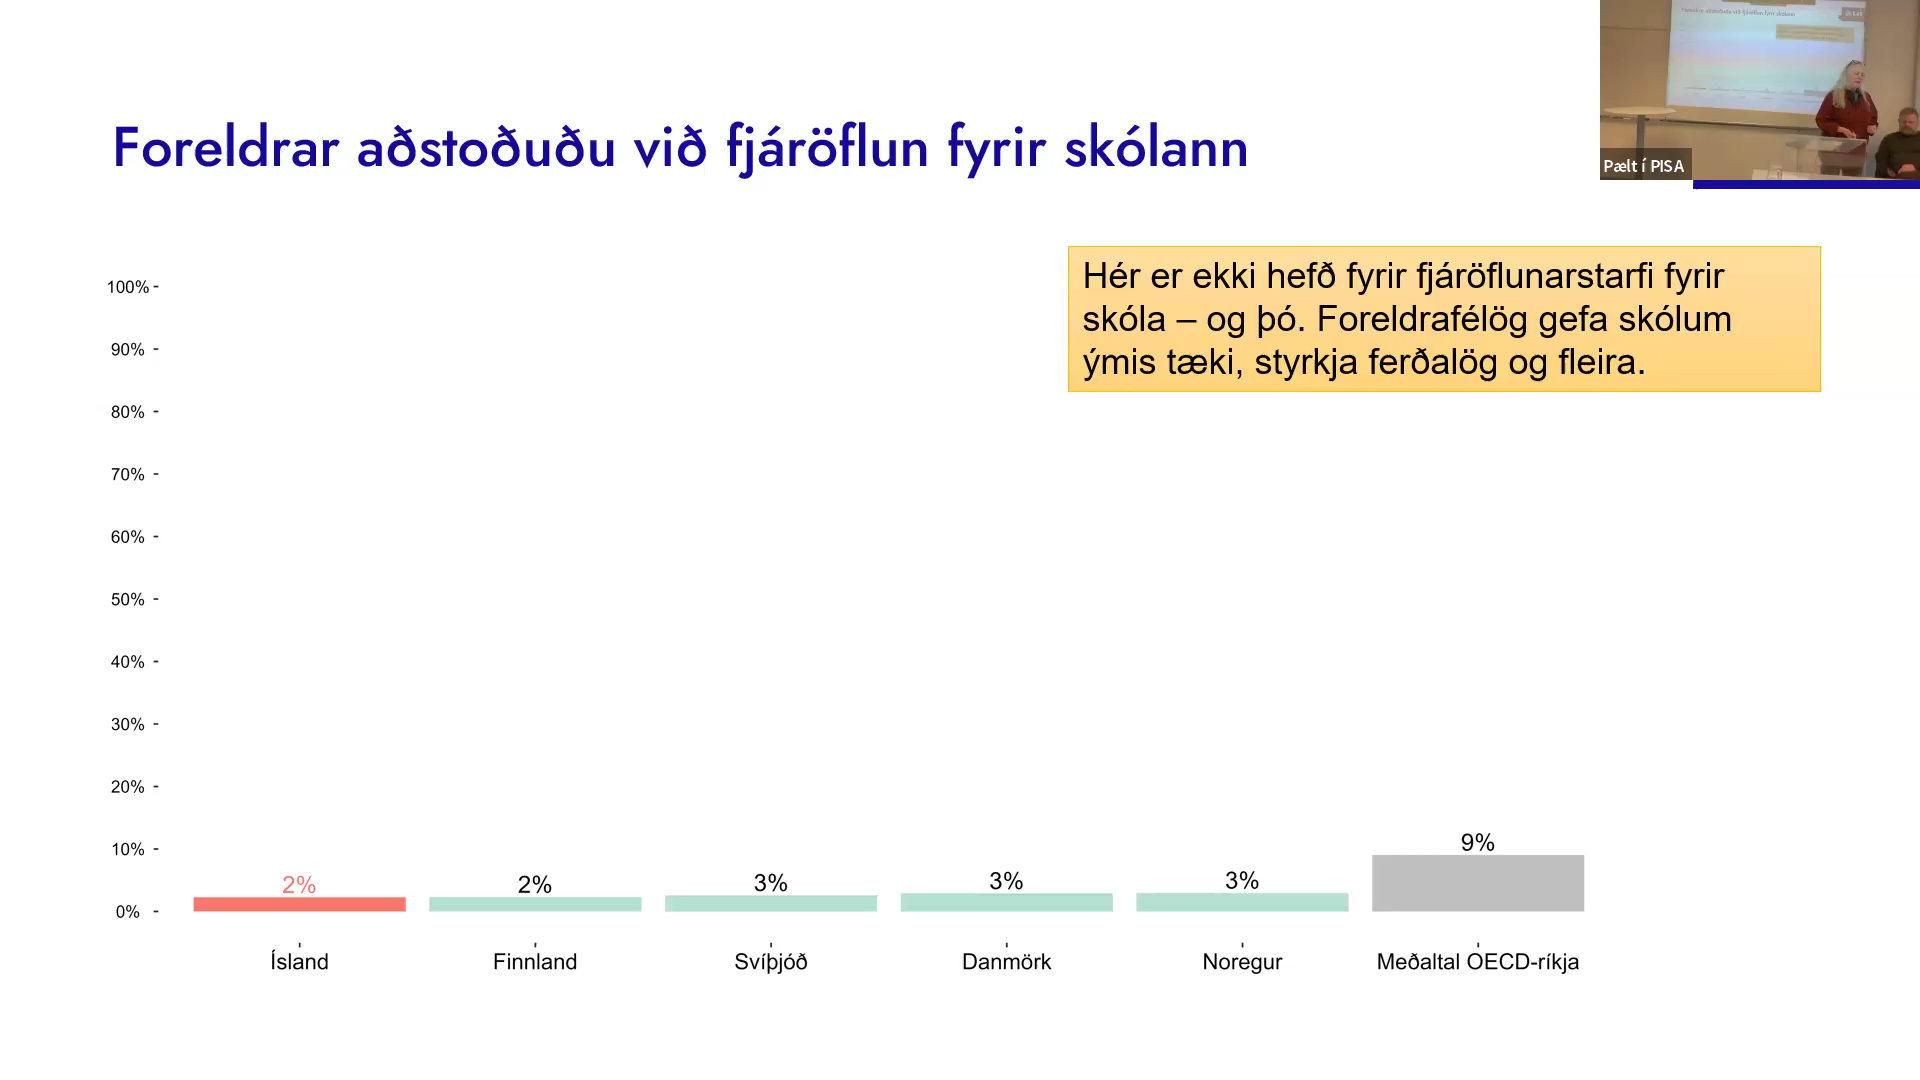 Foreldrar aðstoðuðu við fjáröflun fyrir skólann
Pælt í PISA
Hér er ekki hefð fyrir fjáröflunarstarfi fyrir
skóla – og þó. Foreldrafélög gefa skólum
ýmis tæki, styrkja ferðalög og fleira.
100%
90%
80%
70%
60%
50%
40%
30%
20%
10%
0%
2%
2%
3%
3%
3%
9%
Ísland
Finnland
Svíþjóð
Danmörk
Noregur
Meðaltal OECD-ríkja